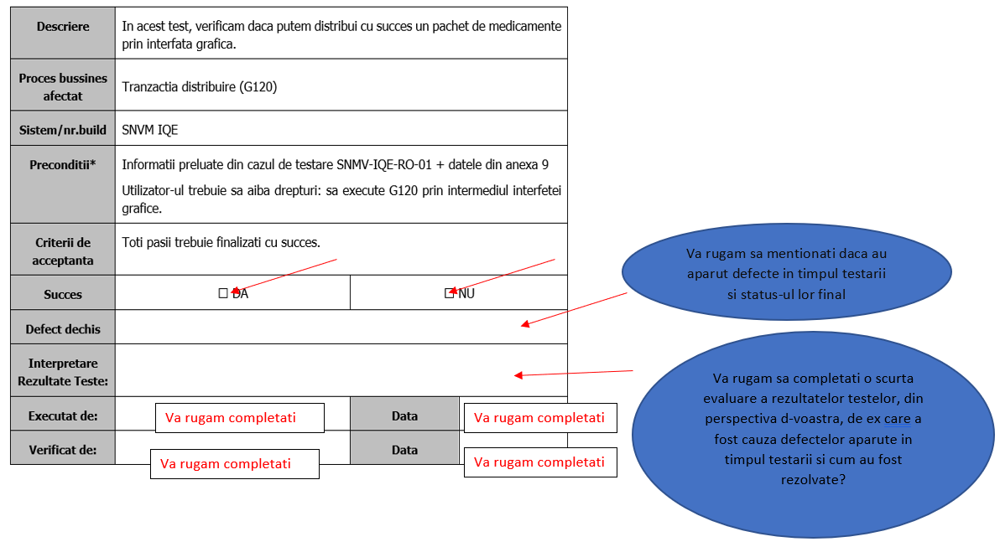 Descriere
In acest test, verificam daca putem distribui cu succes un pachet de medicamente
prin interfata grafica.
Proces bussines
afectat
Tranzactia distribuire (G120)
Sistem/nr.build
SNVM IQE
Preconditii*
Informatii preluate din cazul de testare SNMV-IQE-RO-01 + datele din anexa 9
Utilizator-ul trebuie sa aiba drepturi: sa execute G120 prin intermediul interfetei
grafice.
Criterii de
acceptanta
Toti pasii trebuie finalizati cu succes.
Succes
☐ DA
☐ NU
Defect dechis
Interpretare
Rezultate Teste:
Executat de:
Va rugam completati
Data
Va rugam completati
Verificat de:
Va rugam completati
Data
Va rugam completati
Va rugam sa mentionati daca au
aparut defecte in timpul testarii
si status-ul lor final
Va rugam sa completati o scurta
evaluare a rezultatelor testelor, din
perspectiva d-voastra, de ex care a
fost cauza defectelor aparute in
timpul testarii si cum au fost
rezolvate?